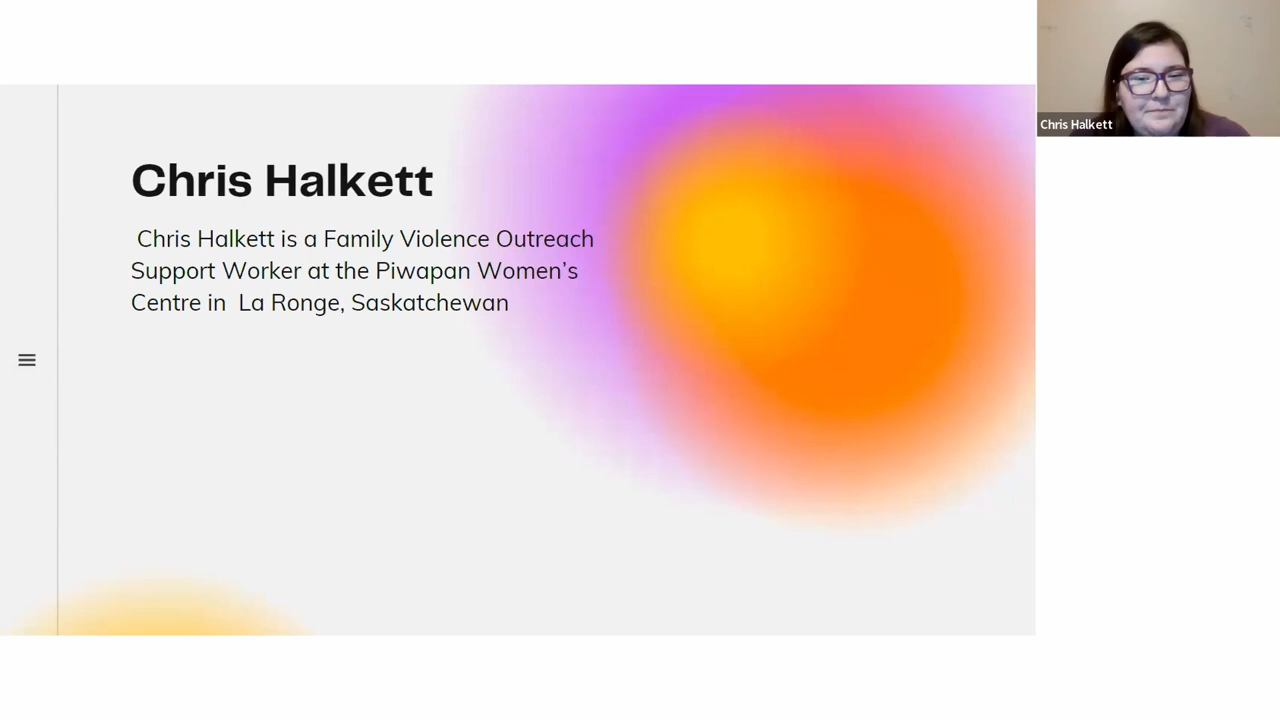 Chris Halkett
Chris Halkett
Chris Halkett is a Family Violence Outreach
Support Worker at the Piwapan Women’s
Centre in  La Ronge, Saskatchewan